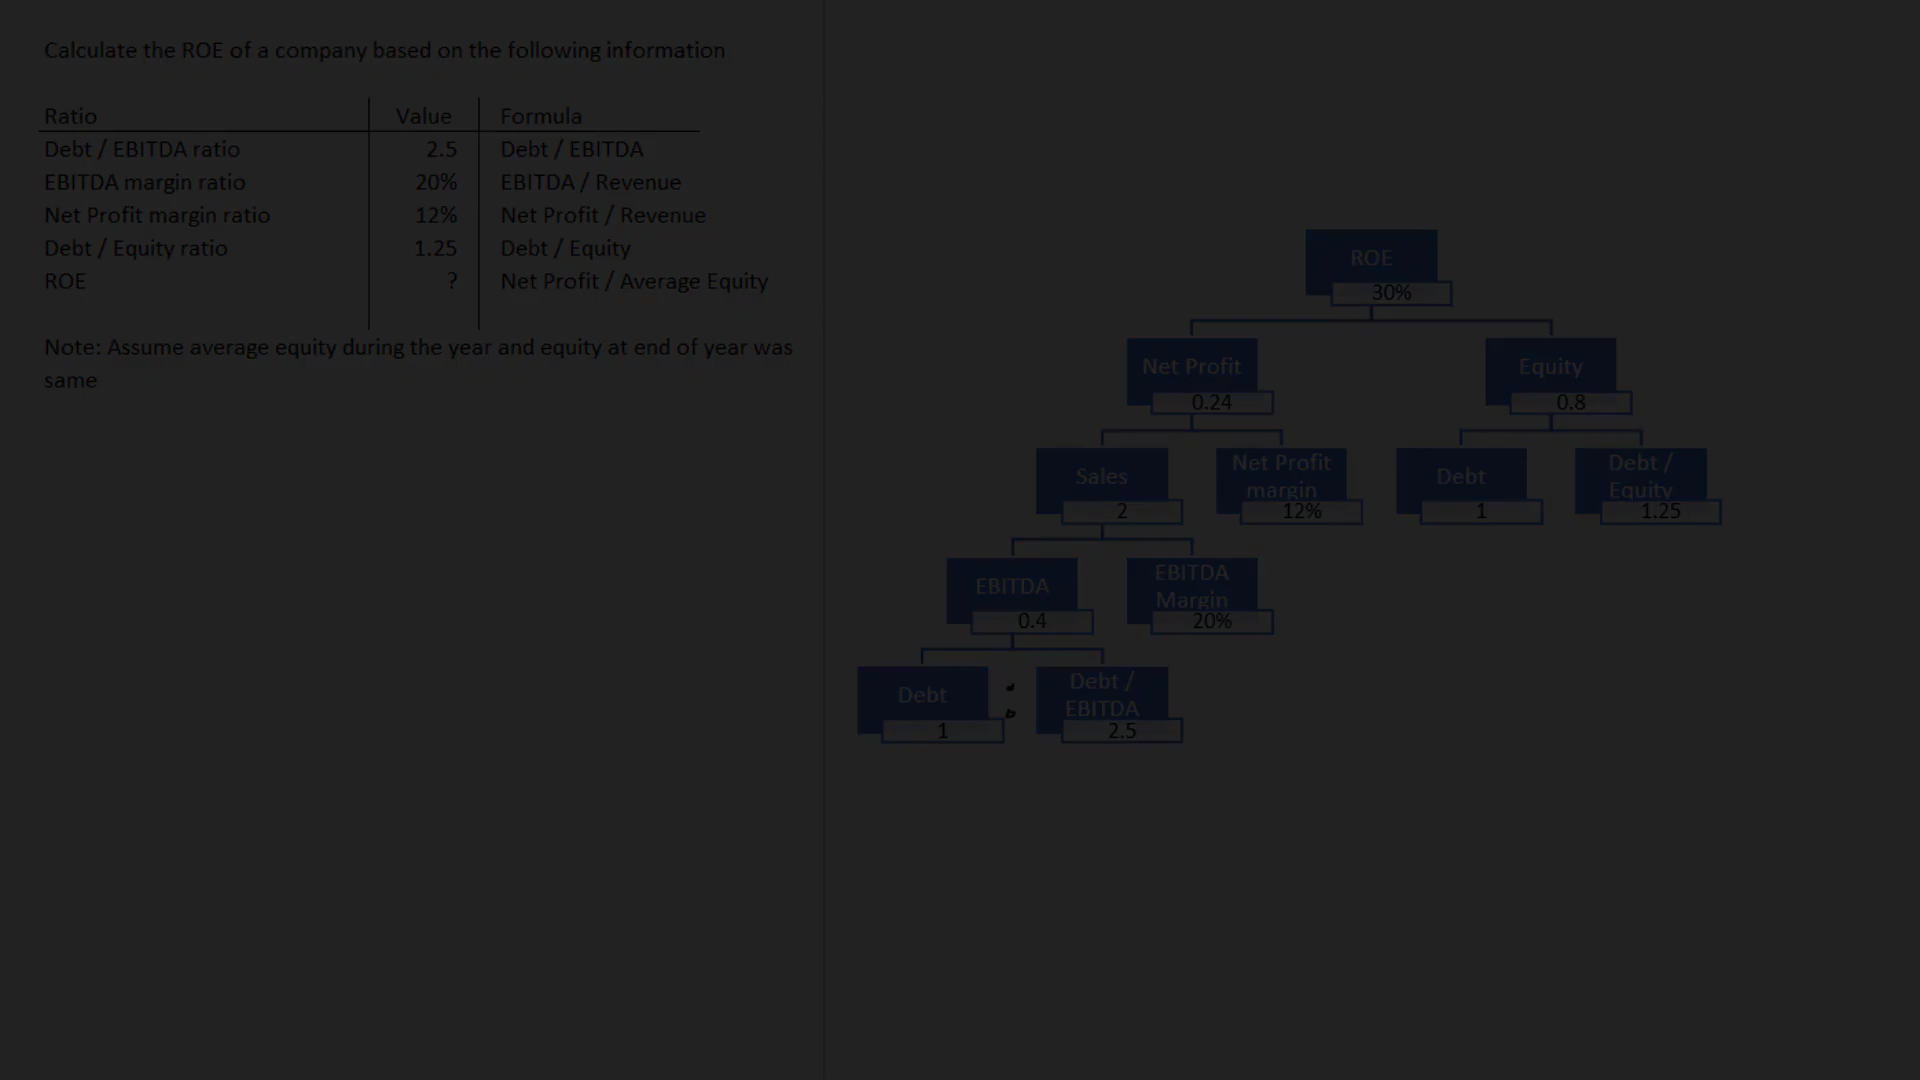 Calculate the ROE of a company based on the following information
Ratio Value Formula
Debt / EBITDA ratio 2.5 Debt / EBITDA
EBITDA margin ratio 20% EBITDA / Revenue
Net Profit margin ratio 12% Net Profit / Revenue
Debt / Equity ratio 1.25 Debt / Equity
ROE ? Net Profit / Average Equity
Note: Assume average equity during the year and equity at end of year was
same
ROE
30%
Net Profit
0.24
Equity
0.8
Sales
2
Net Profit
margin
12%
Debt
1
Debt /
Equity
1.25
EBITDA
0.4
EBITDA
Margin
20%
Debt
1
Debt /
EBITDA
2.5